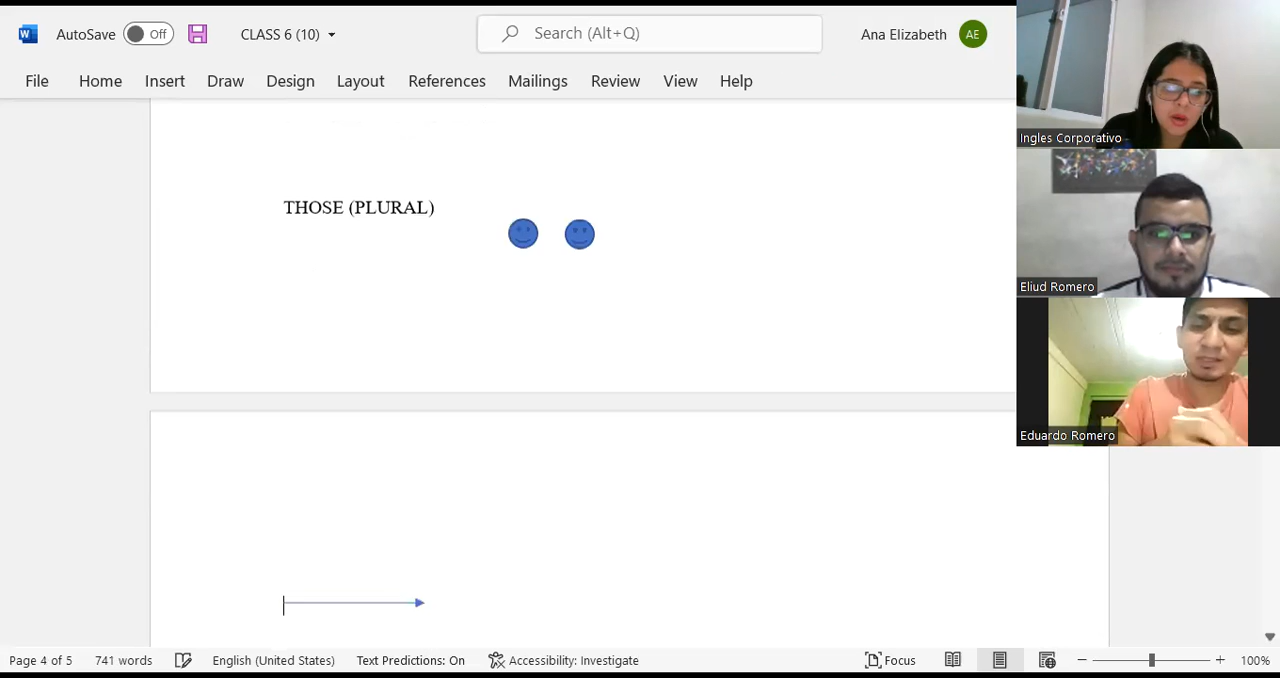 AutoSave Off CLASS 6 (10) Search (Alt+Q) Ana Elizabeth AE
File Home Insert Draw Design Layout References Mailings Review View Help
Ingles Corporativo
THOSE (PLURAL)
Eliud Romero
Eduardo Romero
Page 4 of 5 741 words English (United States) Text Predictions: On Accessibility: Investigate Focus 100%